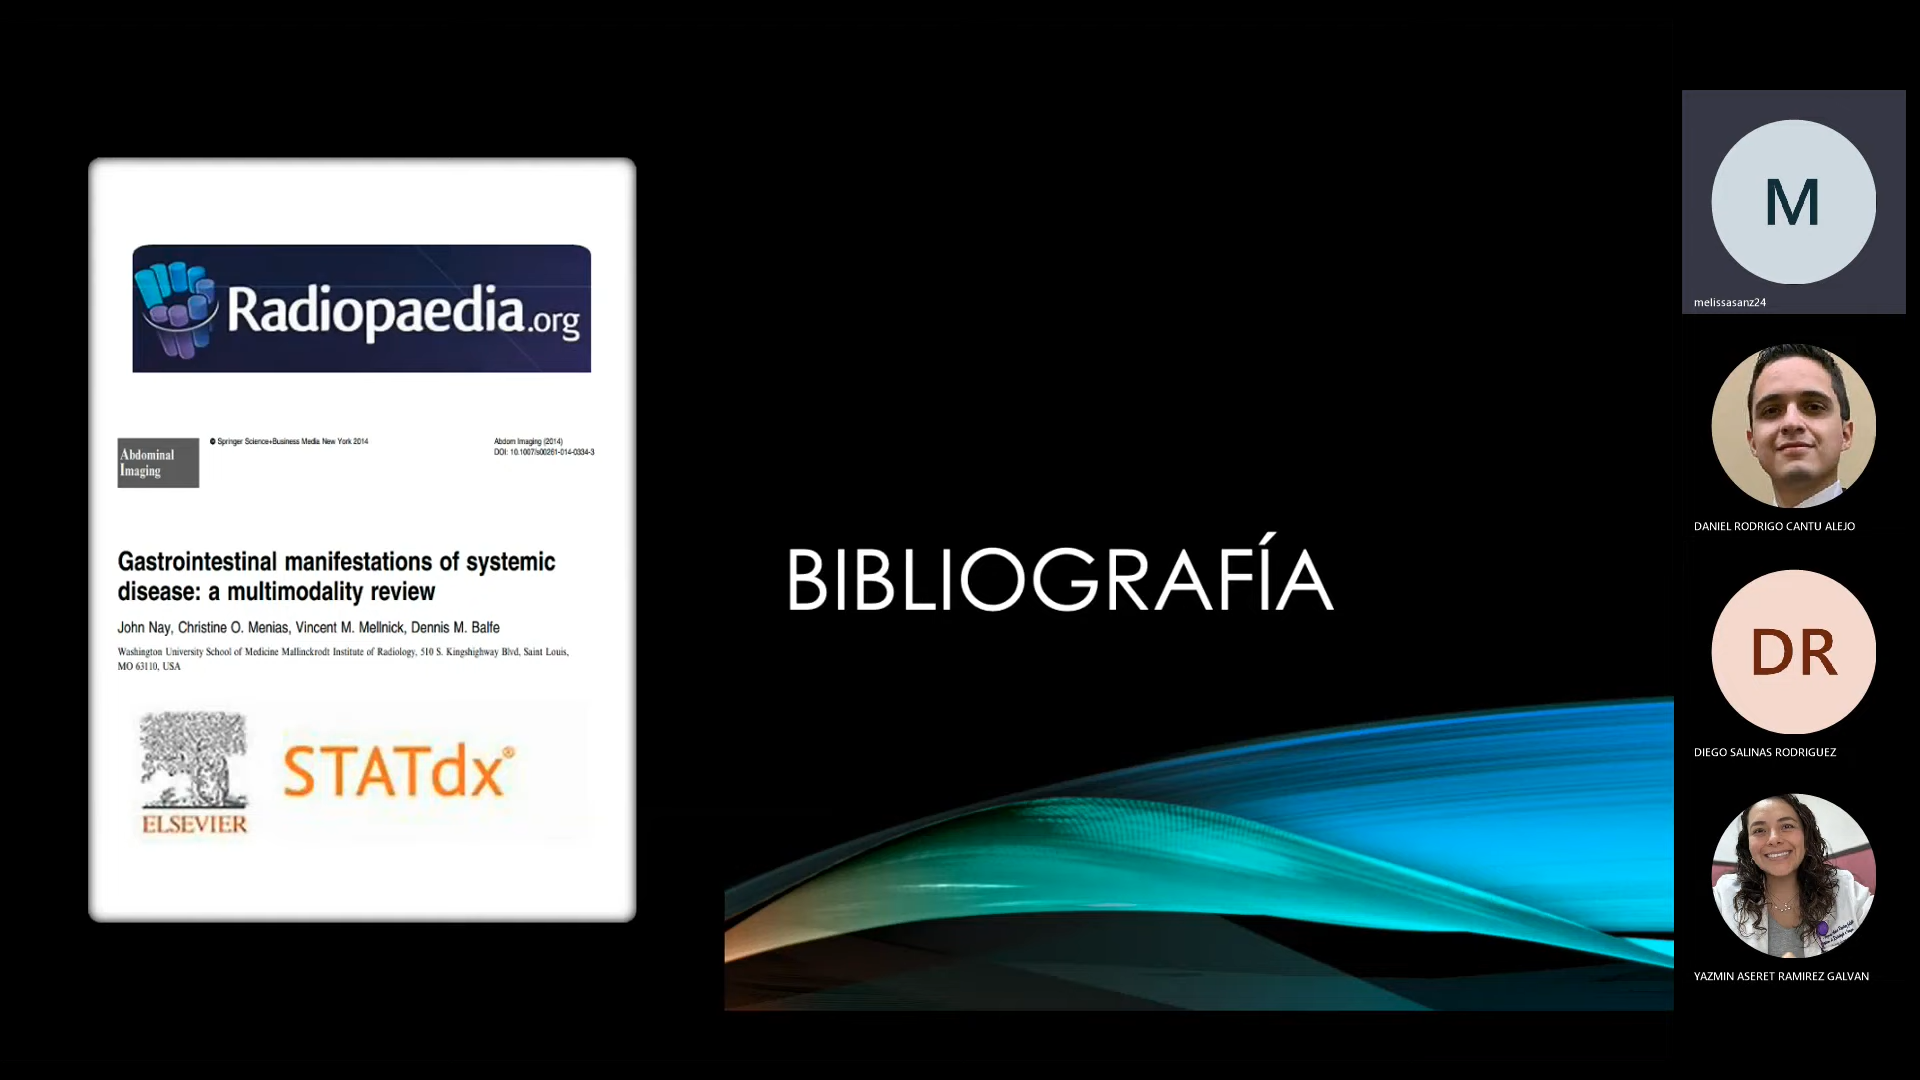 Radiopaedia.org
Abdominal
Imaging
© Springer Science+Business Media New York 2014
Abdom Imaging (2014)
DOI: 10.1007/s00261-014-0334-3
Gastrointestinal manifestations of systemic
disease: a multimodality review
John Nay, Christine O. Menias, Vincent M. Mellnick, Dennis M. Balfe
Washington University School of Medicine Mallinckrodt Institute of Radiology, 510 S. Kingshighway Blvd, Saint Louis,
MO 63110, USA
ELSEVIER
STATdx®
BIBLIOGRAFÍA
M
melissasanz24
DANIEL RODRIGO CANTU ALEJO
DR
DIEGO SALINAS RODRIGUEZ
YAZMIN ASERET RAMIREZ GALVAN